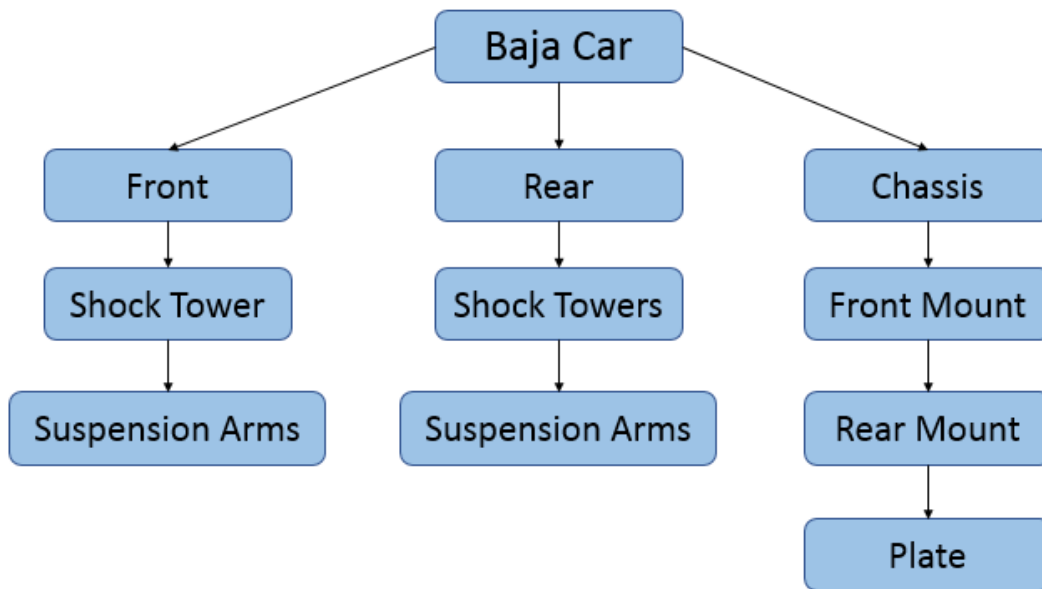 Baja Car
Front
Rear
Chassis
Shock Tower
Shock Towers
Front Mount
Suspension Arms
Suspension Arms
Rear Mount
Plate